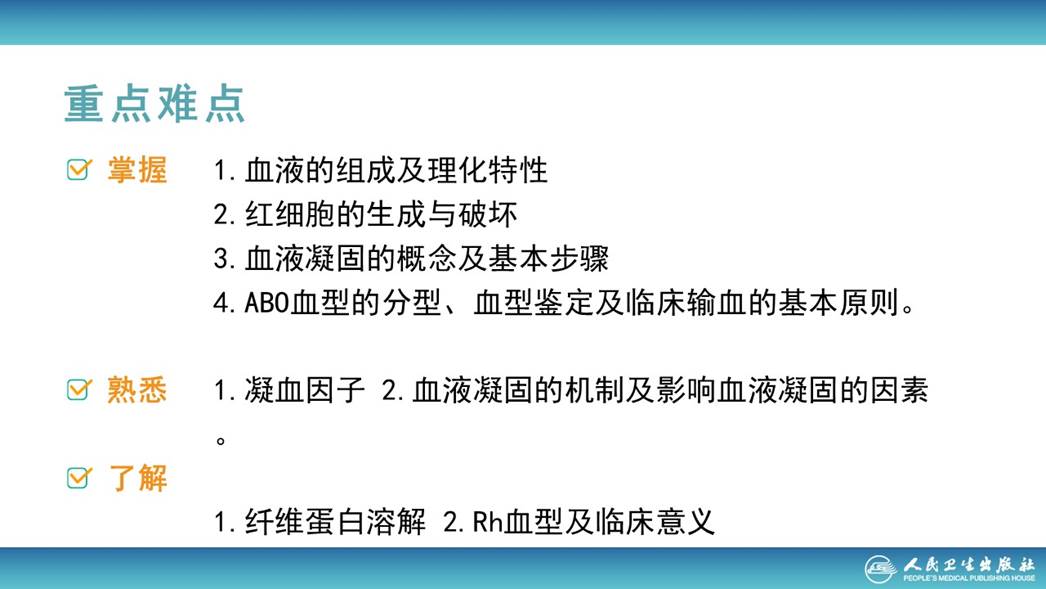 重点难点
掌握 1.血液的组成及理化特性
2.红细胞的生成与破坏
3.血液凝固的概念及基本步骤
4.ABO血型的分型、血型鉴定及临床输血的基本原则。
熟悉 1.凝血因子 2.血液凝固的机制及影响血液凝固的因素
。
了解
1.纤维蛋白溶解 2.Rh血型及临床意义
人民卫生出版社
PEOPLE'S MEDICAL PUBLISHING HOUSE